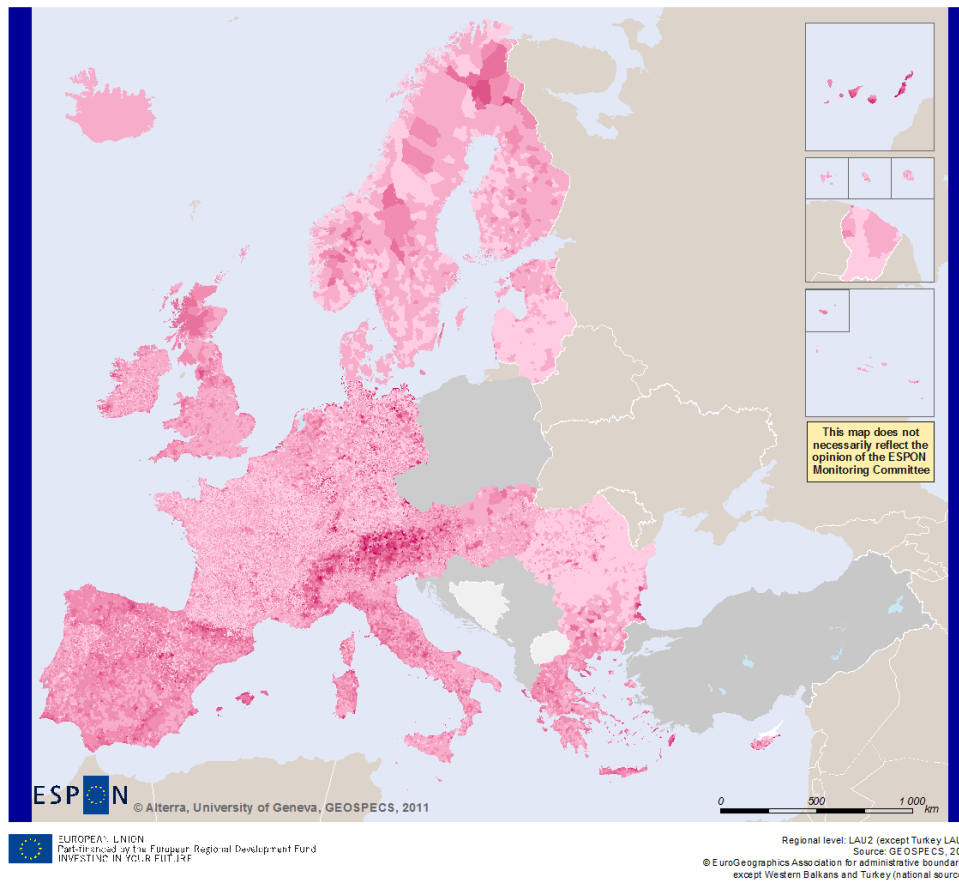 This map does not
necessarily reflect the
opinion of the ESPON
Monitoring Committee
ESPON
© Alterra, University of Geneva, GEOSPECS, 2011
0 500 1 000
km
EUROPEAN UNION
Part-financed by the European Regional Development Fund
INVESTING IN YOUR FUTURE
Regional level: LAU2 (except Turkey LAU
Source: GEOSPECS, 20
© EuroGeographics Association for administrative boundar
except Western Balkans and Turkey (national source